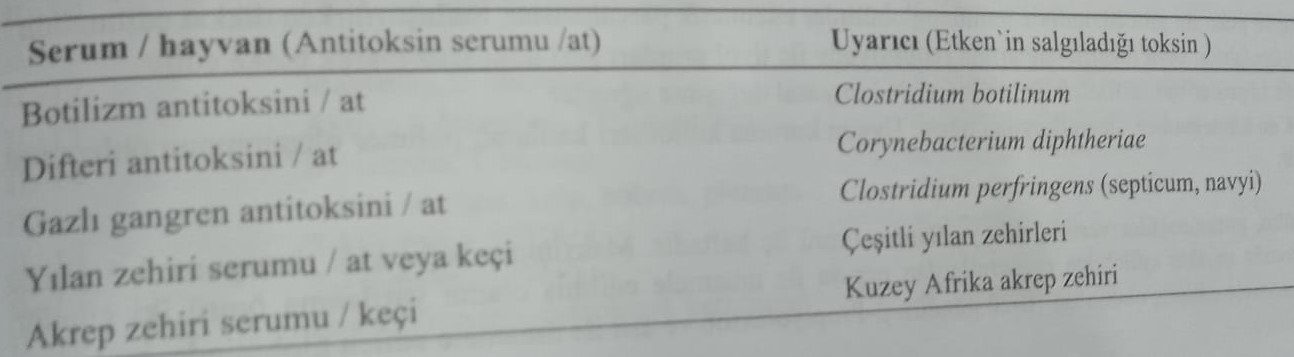 Serum / hayvan (Antitoksin serumu /at) Uyarıcı (Etken`in salgıladığı toksin )
Botilizm antitoksini / at Clostridium botilinum
Difteri antitoksini / at Corynebacterium diphtheriae
Gazlı gangren antitoksini / at Clostridium perfringens (septicum, navyi)
Yılan zehiri serumu / at veya keçi Çeşitli yılan zehirleri
Akrep zehiri serumu / keçi Kuzey Afrika akrep zehiri